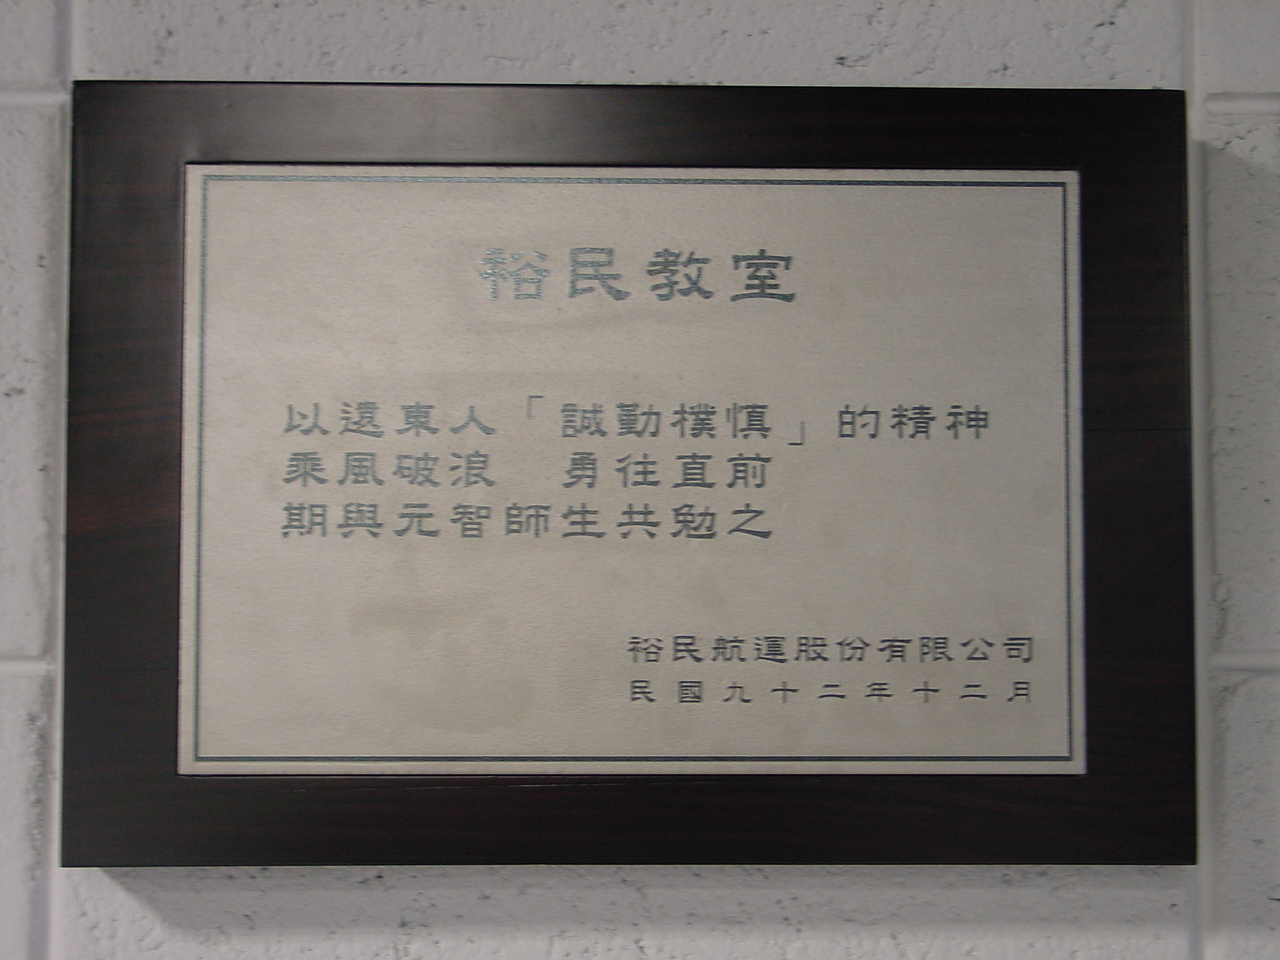 裕民教室
以遠東人「誠勤樸慎」的精神
乘風破浪　勇往直前
期與元智師生共勉之
裕民航運股份有限公司
民國九十二年十二月